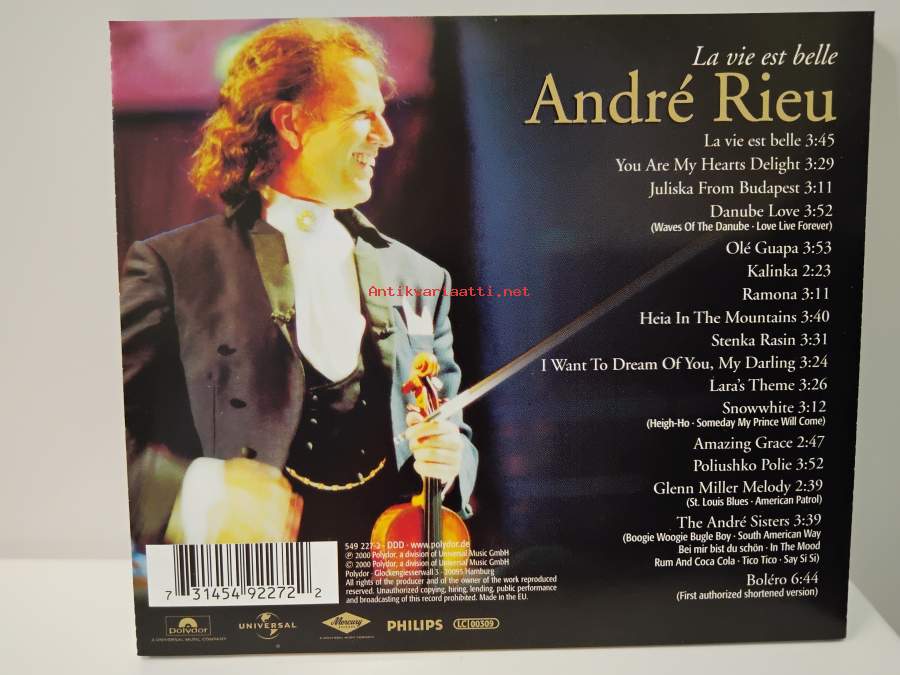 La vie est belle
André Rieu
La vie est belle 3:45
You Are My Hearts Delight 3:29
Juliska From Budapest 3:11
Danube Love 3:52
(Waves Of The Danube · Love Live Forever)
Olé Guapa 3:53
Kalinka 2:23
Ramona 3:11
Heia In The Mountains 3:40
Stenka Rasin 3:31
I Want To Dream Of You, My Darling 3:24
Lara's Theme 3:26
Snowwhite 3:12
(Heigh-Ho · Someday My Prince Will Come)
Amazing Grace 2:47
Poliushko Polie 3:52
Glenn Miller Melody 2:39
(St. Louis Blues · American Patrol)
The André Sisters 3:39
(Boogie Woogie Bugle Boy · South American Way
Bei mir bist du schön · In The Mood
Rum And Coca Cola · Tico Tico · Say Si Si)
Boléro 6:44
(First authorized shortened version)
Antikvariaatti.net
549 227-2 · DDD · www.polydor.de
Ⓟ 2000 Polydor, a division of Universal Music GmbH
© 2000 Polydor, a division of Universal Music GmbH
Polydor · Glockengiesserwall 3 · 20095 Hamburg
All rights of the producer and of the owner of the work reproduced
reserved. Unauthorized copying, hiring, lending, public performance
and broadcasting of this record prohibited. Made in the EU.
7 31454 92272 2
Polydor
A UNIVERSAL MUSIC COMPANY
UNIVERSAL
Mercury
PHILIPS
LC 00309